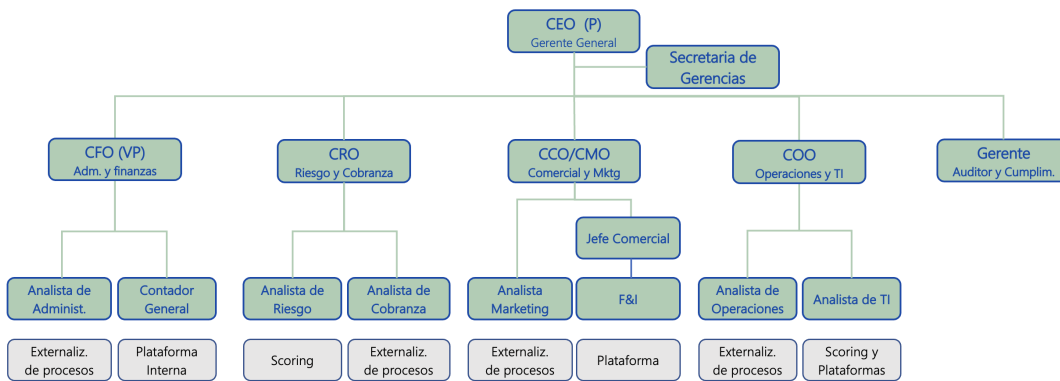 CEO (P)
Gerente General
Secretaria de
Gerencias
CFO (VP)
Adm. y finanzas
CRO
Riesgo y Cobranza
CCO/CMO
Comercial y Mktg
COO
Operaciones y TI
Gerente
Auditor y Cumplim.
Jefe Comercial
Analista de
Administ.
Contador
General
Analista de
Riesgo
Analista de
Cobranza
Analista
Marketing
F&I
Analista de
Operaciones
Analista de TI
Externaliz.
de procesos
Plataforma
Interna
Scoring
Externaliz.
de procesos
Externaliz.
de procesos
Plataforma
Externaliz.
de procesos
Scoring y
Plataformas